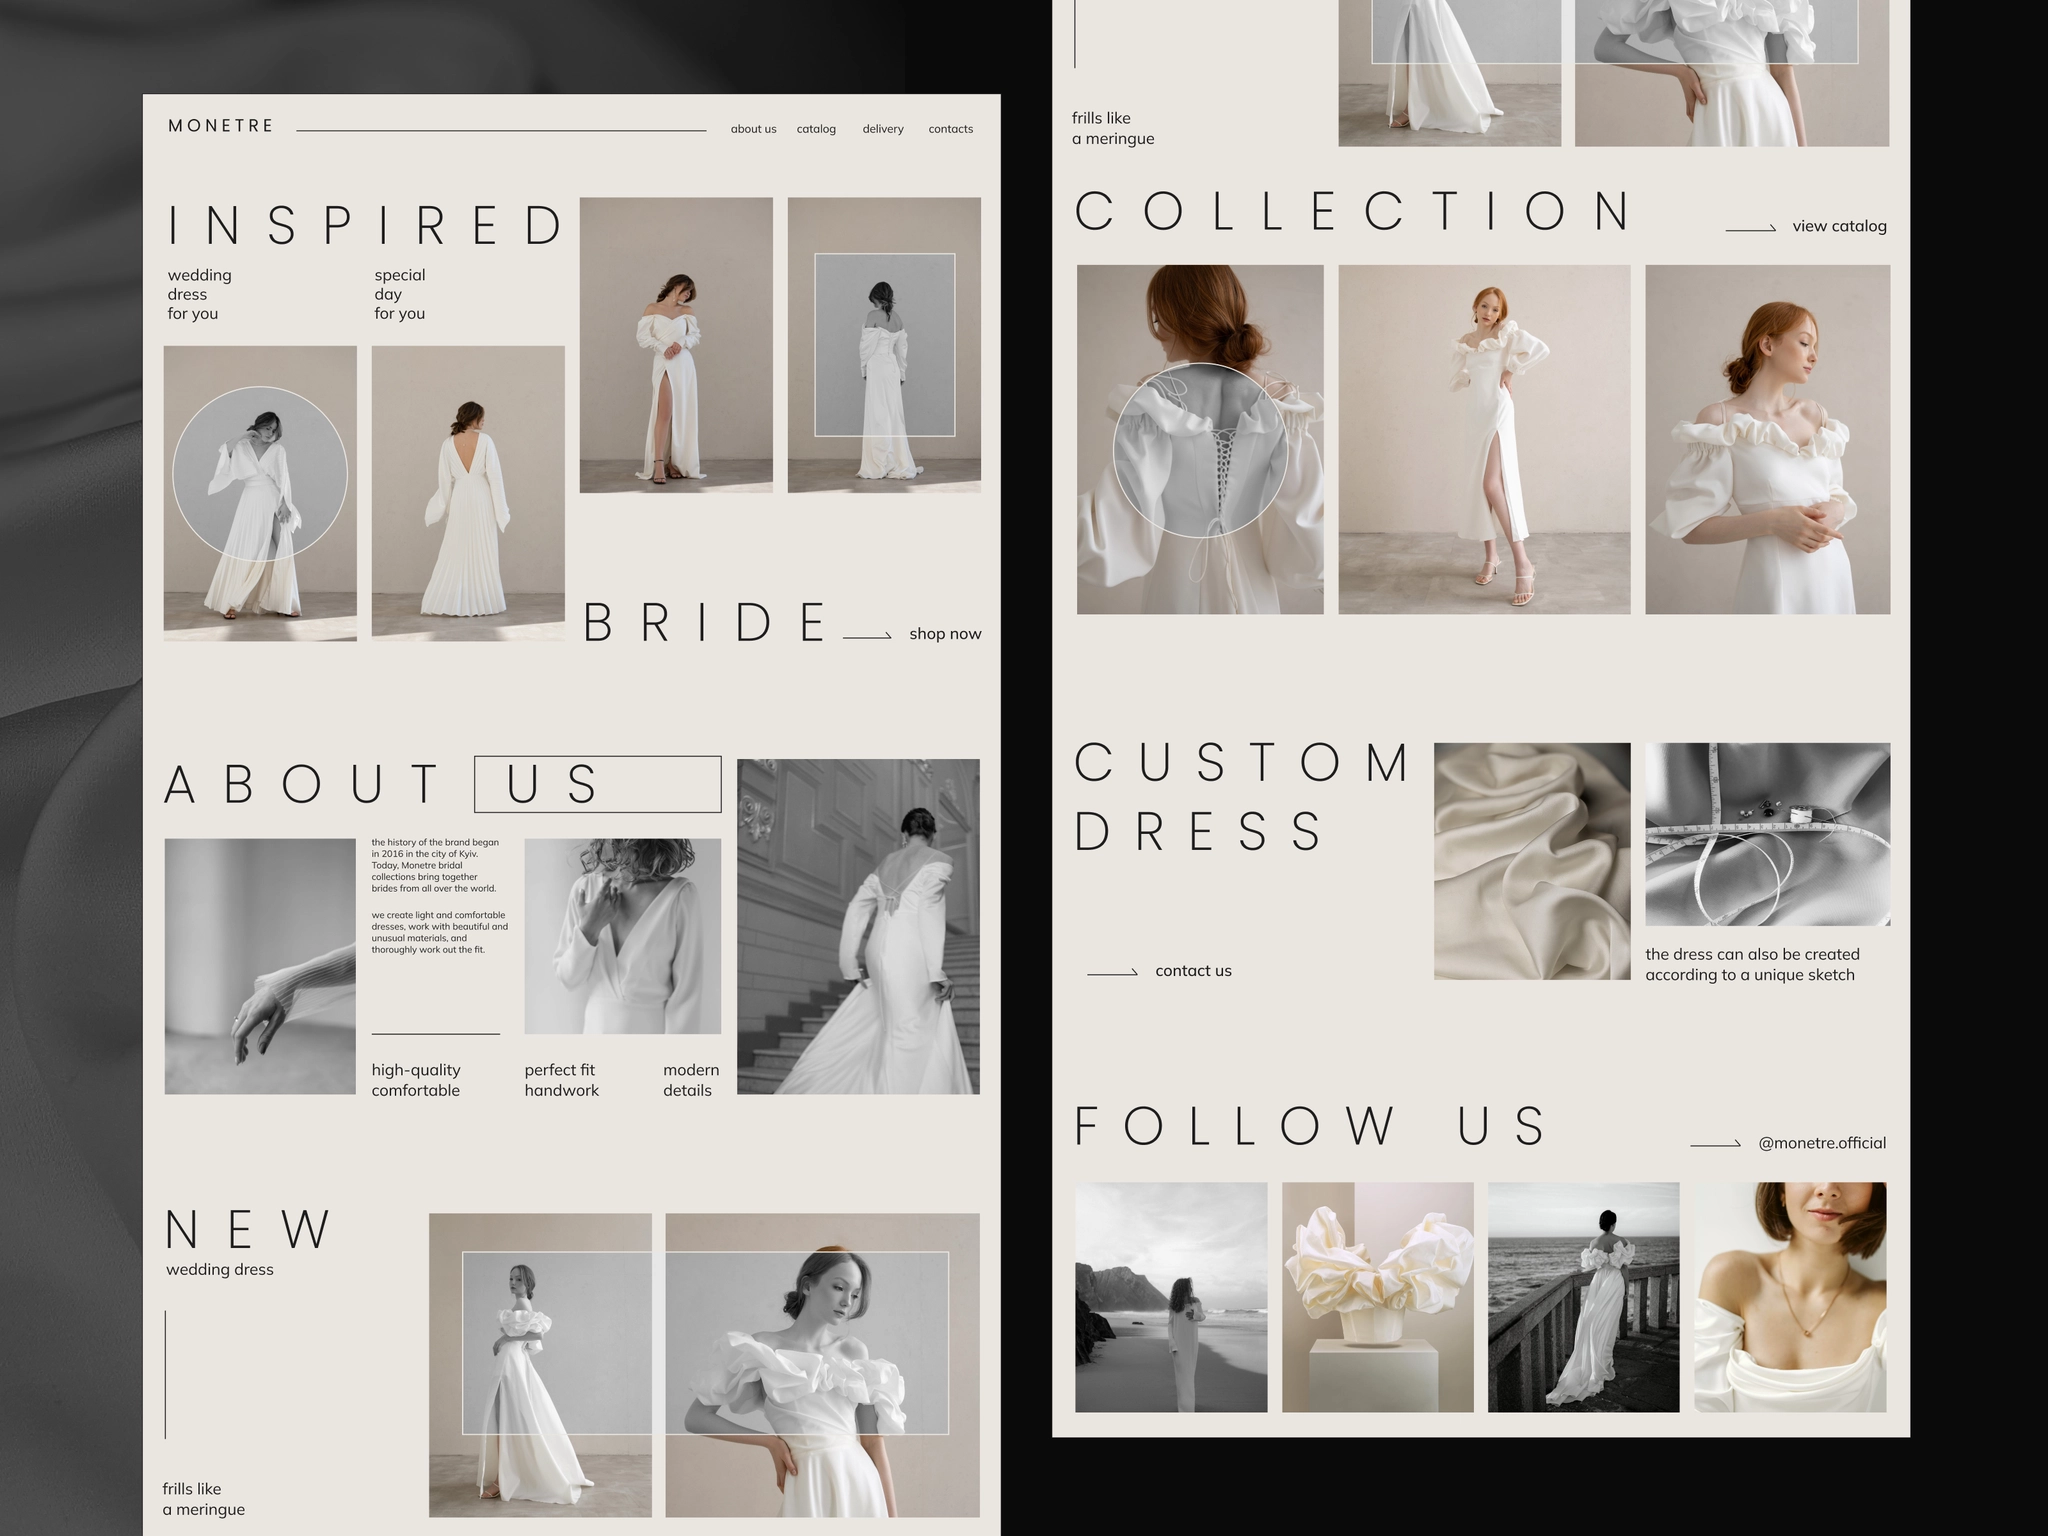 MONETRE
about us
catalog
delivery
contacts
INSPIRED
wedding
dress
for you
special
day
for you
BRIDE
shop now
ABOUT US
the history of the brand began
in 2016 in the city of Kyiv.
Today, Monetre bridal
collections bring together
brides from all over the world.
we create light and comfortable
dresses, work with beautiful and
unusual materials, and
thoroughly work out the fit.
high-quality
comfortable
perfect fit
handwork
modern
details
NEW
wedding dress
frills like
a meringue
frills like
a meringue
COLLECTION
view catalog
CUSTOM
DRESS
contact us
the dress can also be created
according to a unique sketch
FOLLOW US
@monetre.official